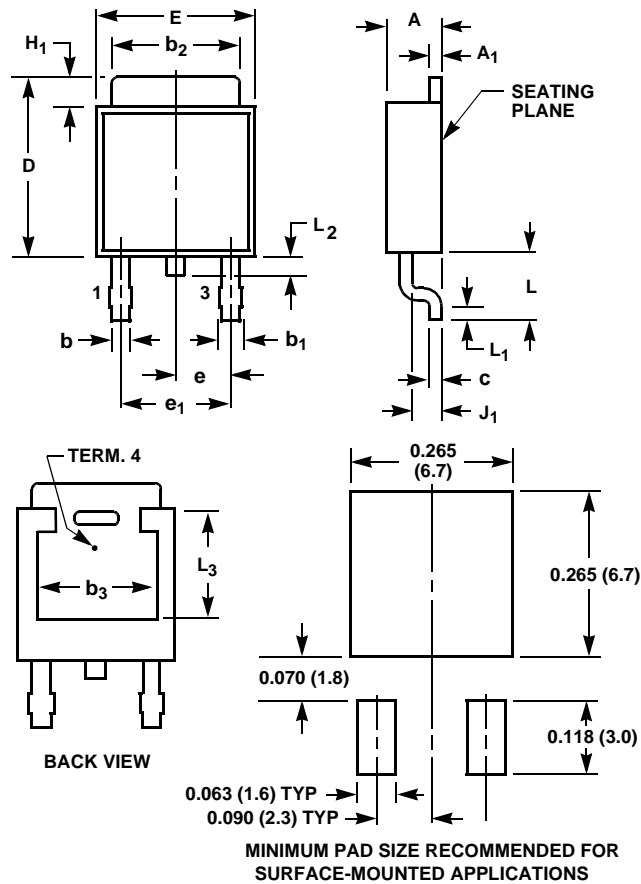 E
b2
H1
D
L2
1
3
b
b1
e
e1
A
A1
SEATING
PLANE
L
L1
c
J1
TERM. 4
L3
b3
BACK VIEW
0.265
(6.7)
0.265 (6.7)
0.070 (1.8)
0.118 (3.0)
0.063 (1.6) TYP
0.090 (2.3) TYP
MINIMUM PAD SIZE RECOMMENDED FOR
SURFACE-MOUNTED APPLICATIONS